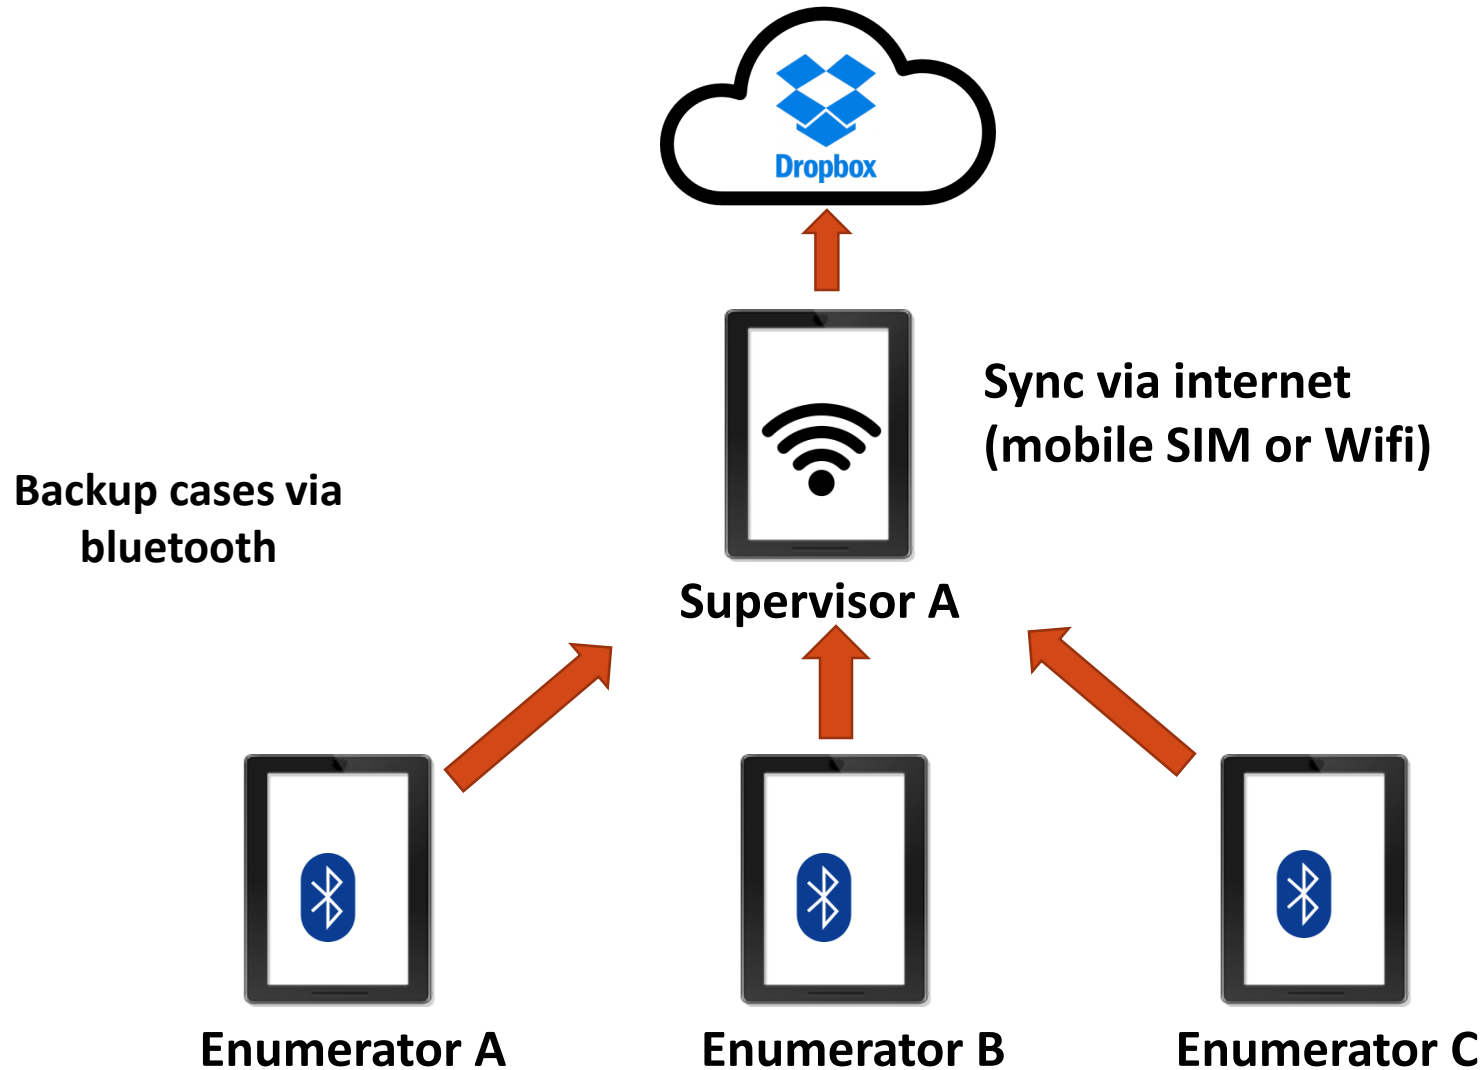 Dropbox
Sync via internet
(mobile SIM or Wifi)
Backup cases via
bluetooth
Supervisor A
Enumerator A
Enumerator B
Enumerator C